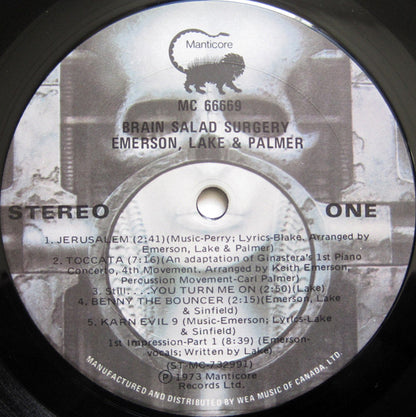 Manticore
MC 66669
BRAIN SALAD SURGERY
EMERSON, LAKE & PALMER
STEREO ONE
1. JERUSALEM (2:41)(Music-Perry; Lyrics-Blake, Arranged by
Emerson, Lake & Palmer)
2. TOCCATA (7:16)(An adaptation of Ginastera's 1st Piano
Concerto, 4th Movement, Arranged by Keith Emerson,
Percussion Movement-Carl Palmer)
3. Still. . . . YOU TURN ME ON (2:50)(Lake)
4. BENNY THE BOUNCER (2:15)(Emerson, Lake
& Sinfield)
5. KARN EVIL 9 (Music-Emerson; Lyrics-Lake
& Sinfield)
1st Impression-Part 1 (8:39) (Emerson-
vocals; Written by Lake)
(ST-MC-732991)
℗ 1973 Manticore
Records Ltd.
MANUFACTURED AND DISTRIBUTED BY WEA MUSIC OF CANADA, LTD.